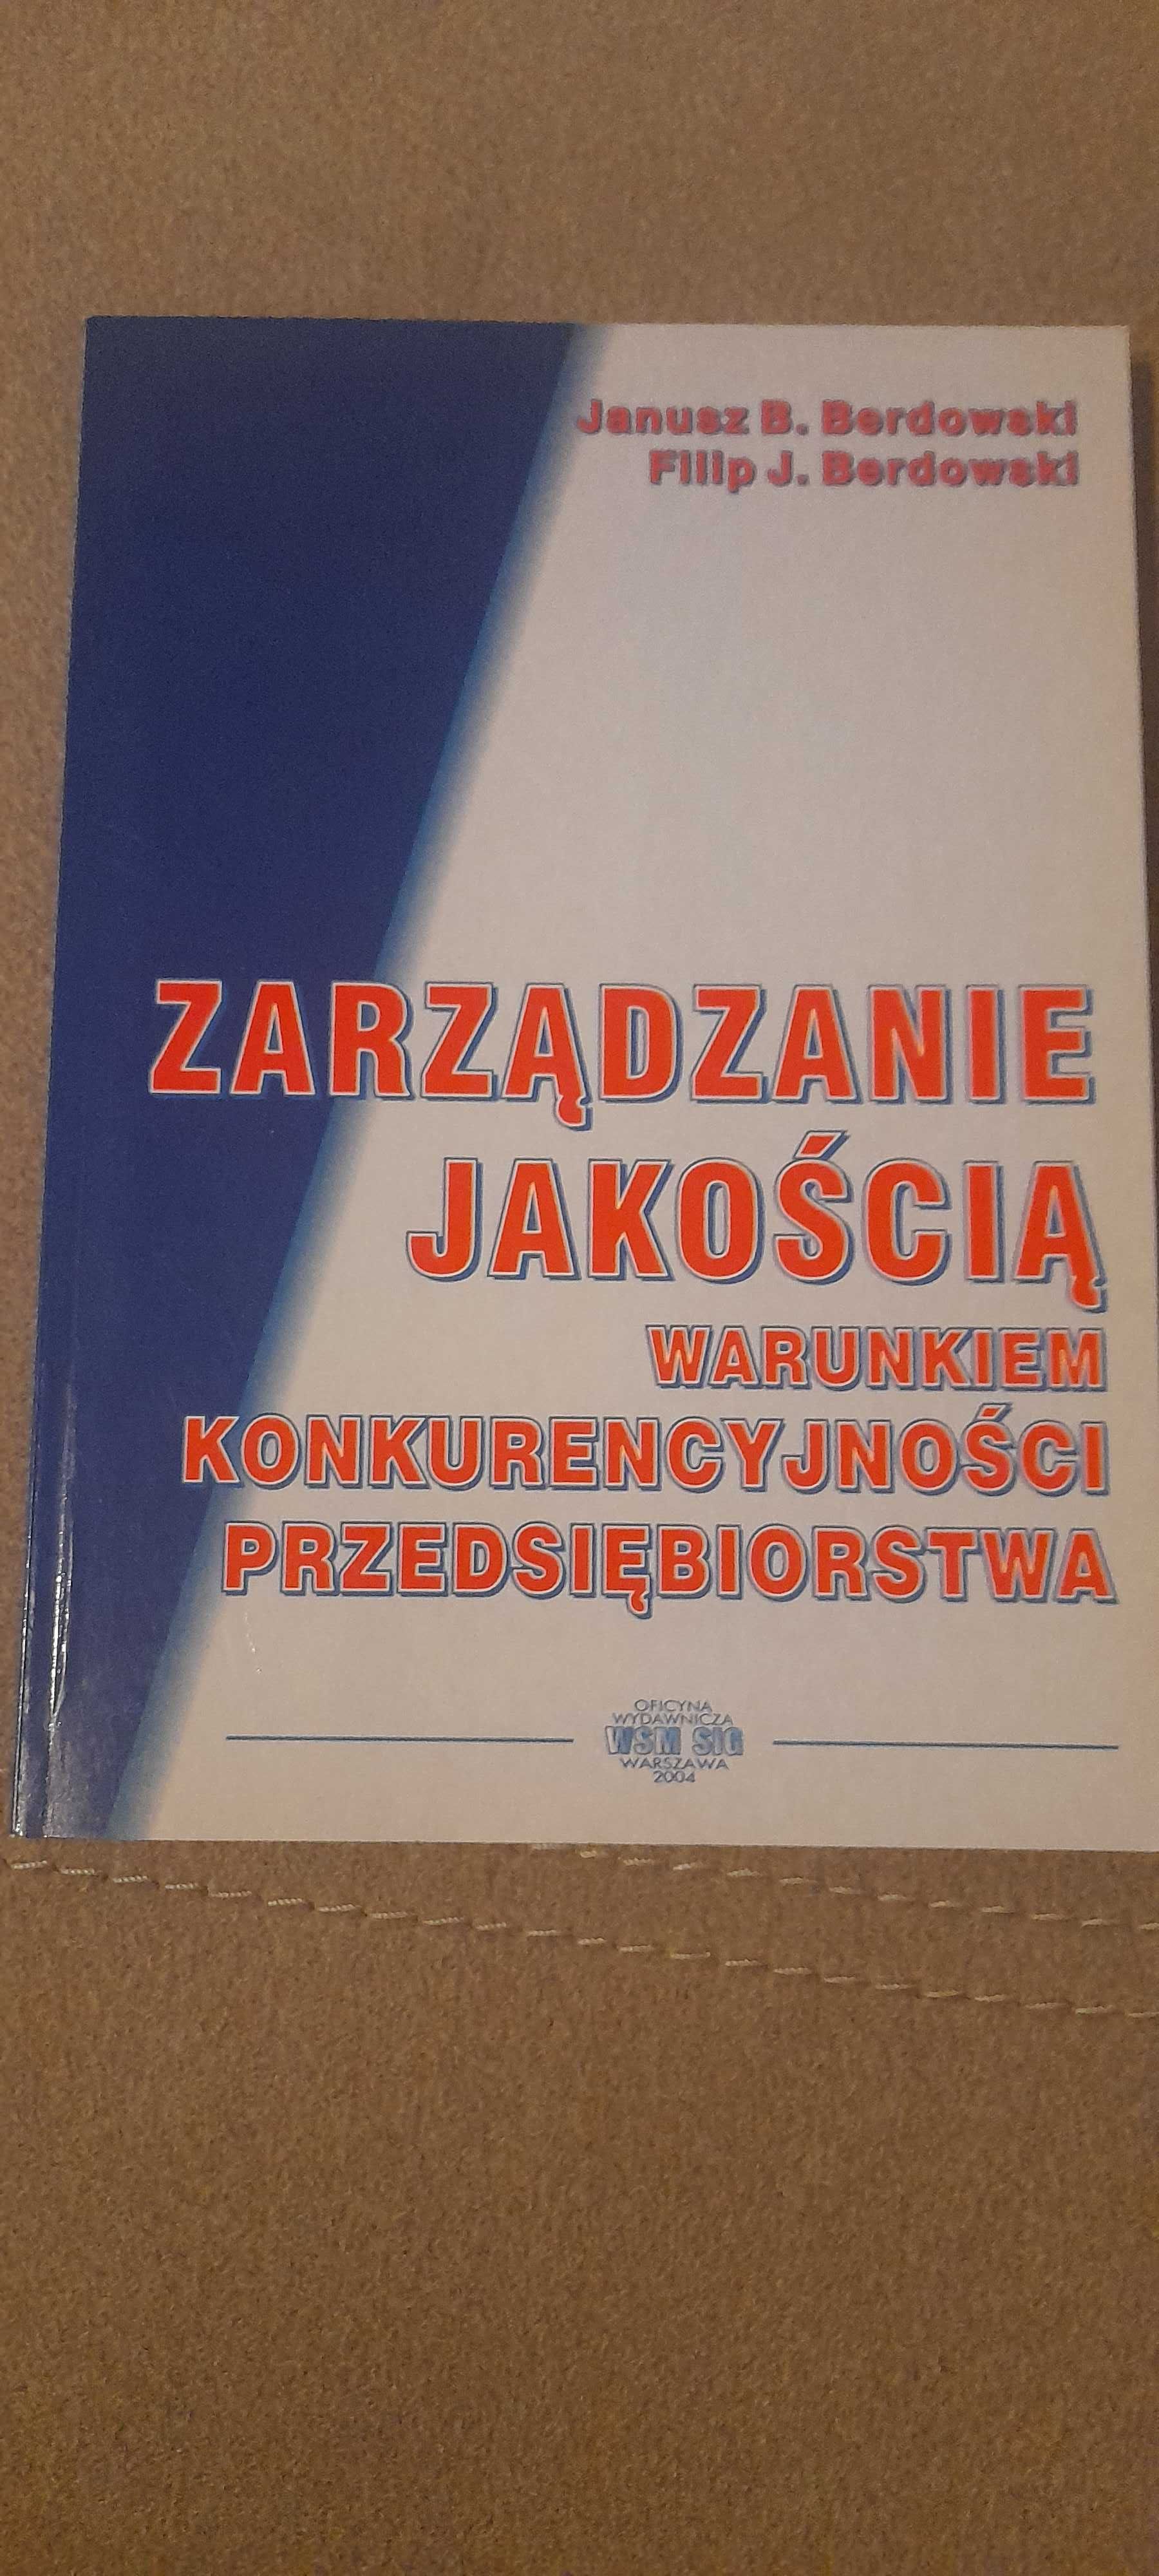 Janusz B. Berdowski
Filip J. Berdowski
ZARZĄDZANIE
JAKOŚCIĄ
WARUNKIEM
KONKURENCYJNOŚCI
PRZEDSIĘBIORSTWA
OFICYNA
WYDAWNICZA
WSM SIG
WARSZAWA
2004